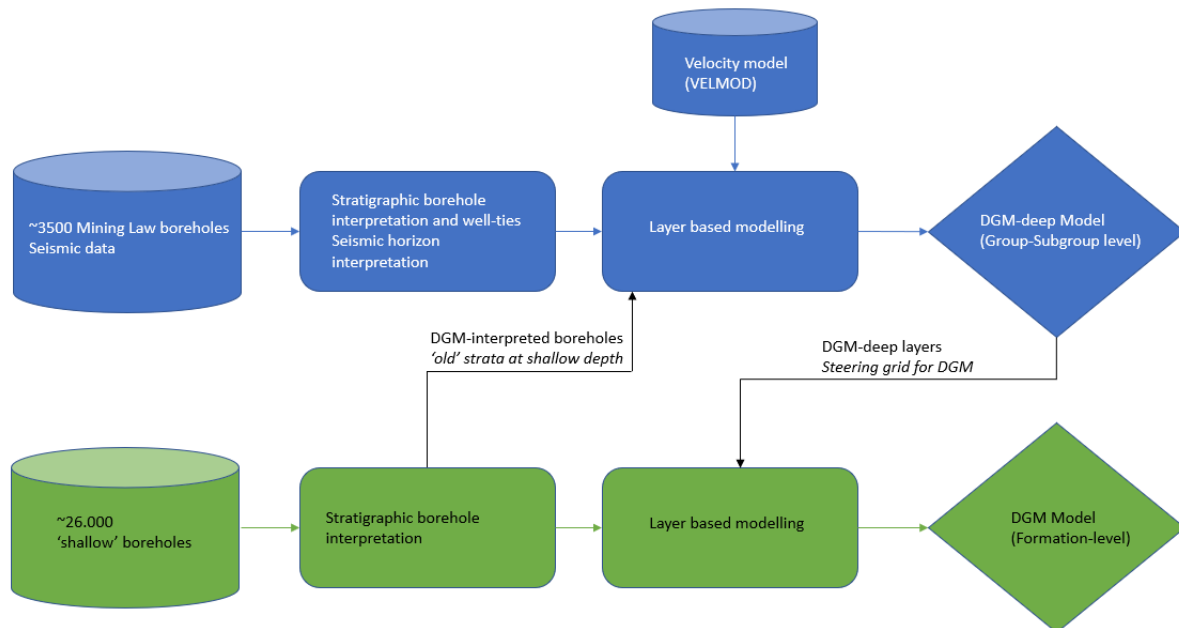 Velocity model
(VELMOD)
~3500 Mining Law boreholes
Seismic data
Stratigraphic borehole
interpretation and well-ties
Seismic horizon
interpretation
Layer based modelling
DGM-deep Model
(Group-Subgroup level)
DGM-interpreted boreholes
‘old’ strata at shallow depth
DGM-deep layers
Steering grid for DGM
~26.000
‘shallow’ boreholes
Stratigraphic borehole
interpretation
Layer based modelling
DGM Model
(Formation-level)